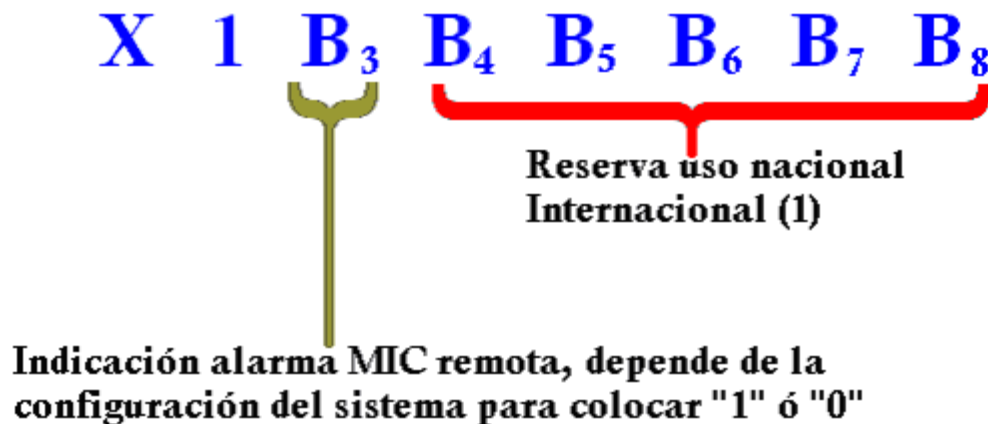 X 1 B3 B4 B5 B6 B7 B8
Reserva uso nacional
Internacional (1)
Indicación alarma MIC remota, depende de la
configuración del sistema para colocar "1" ó "0"